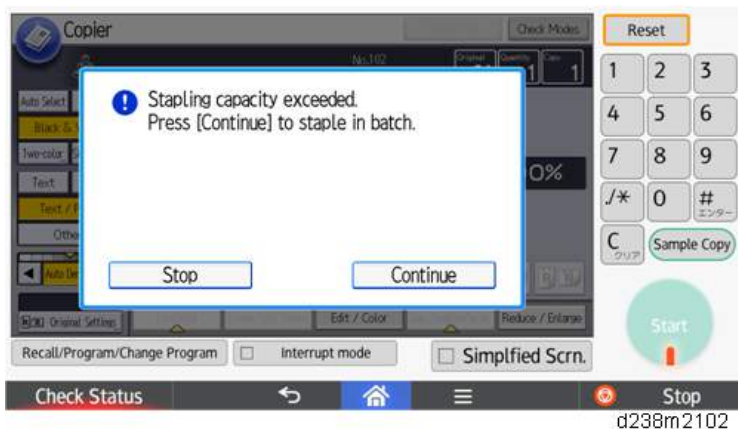 Copier
Check Modes
Reset
No.102
Original Quantity Copy
1 1
Stapling capacity exceeded.
Press [Continue] to staple in batch.
1 2 3
4 5 6
7 8 9
./* 0 #
エンター
C
クリア
Sample Copy
Auto Select
Black &
Two-color
Text
Text / P
Othe
Auto De
0%
Stop Continue
Start
Original Settings
Edit / Color
Reduce / Enlarge
Recall/Program/Change Program
Interrupt mode
Simplfied Scrn.
Check Status
Stop
d238m2102